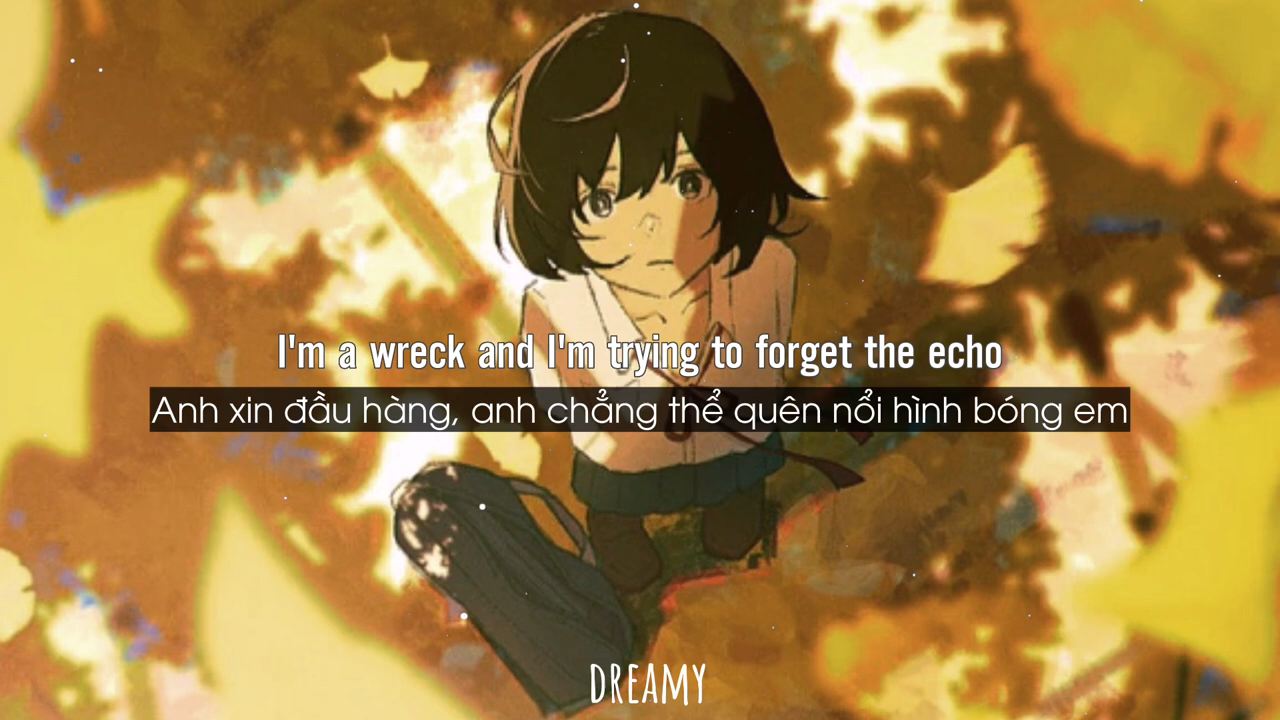 I'm a wreck and I'm trying to forget the echo
Anh xin đầu hàng, anh chẳng thể quên nổi hình bóng em
DREAMY